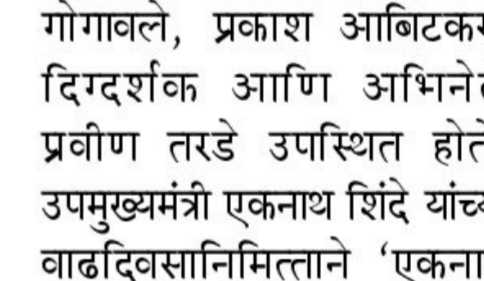 गोगावले, प्रकाश आबिटकर
दिग्दर्शक आणि अभिनेत
प्रवीण तरडे उपस्थित होते
उपमुख्यमंत्री एकनाथ शिंदे यांच्य
वाढदिवसानिमित्ताने ‘एकना